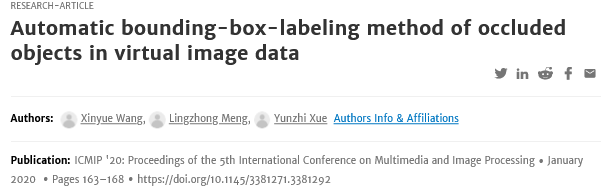 RESEARCH-ARTICLE
Automatic bounding-box-labeling method of occluded
objects in virtual image data
Authors: Xinyue Wang, Lingzhong Meng, Yunzhi Xue Authors Info & Affiliations
Publication: ICMIP '20: Proceedings of the 5th International Conference on Multimedia and Image Processing • January
2020 • Pages 163–168 • https://doi.org/10.1145/3381271.3381292